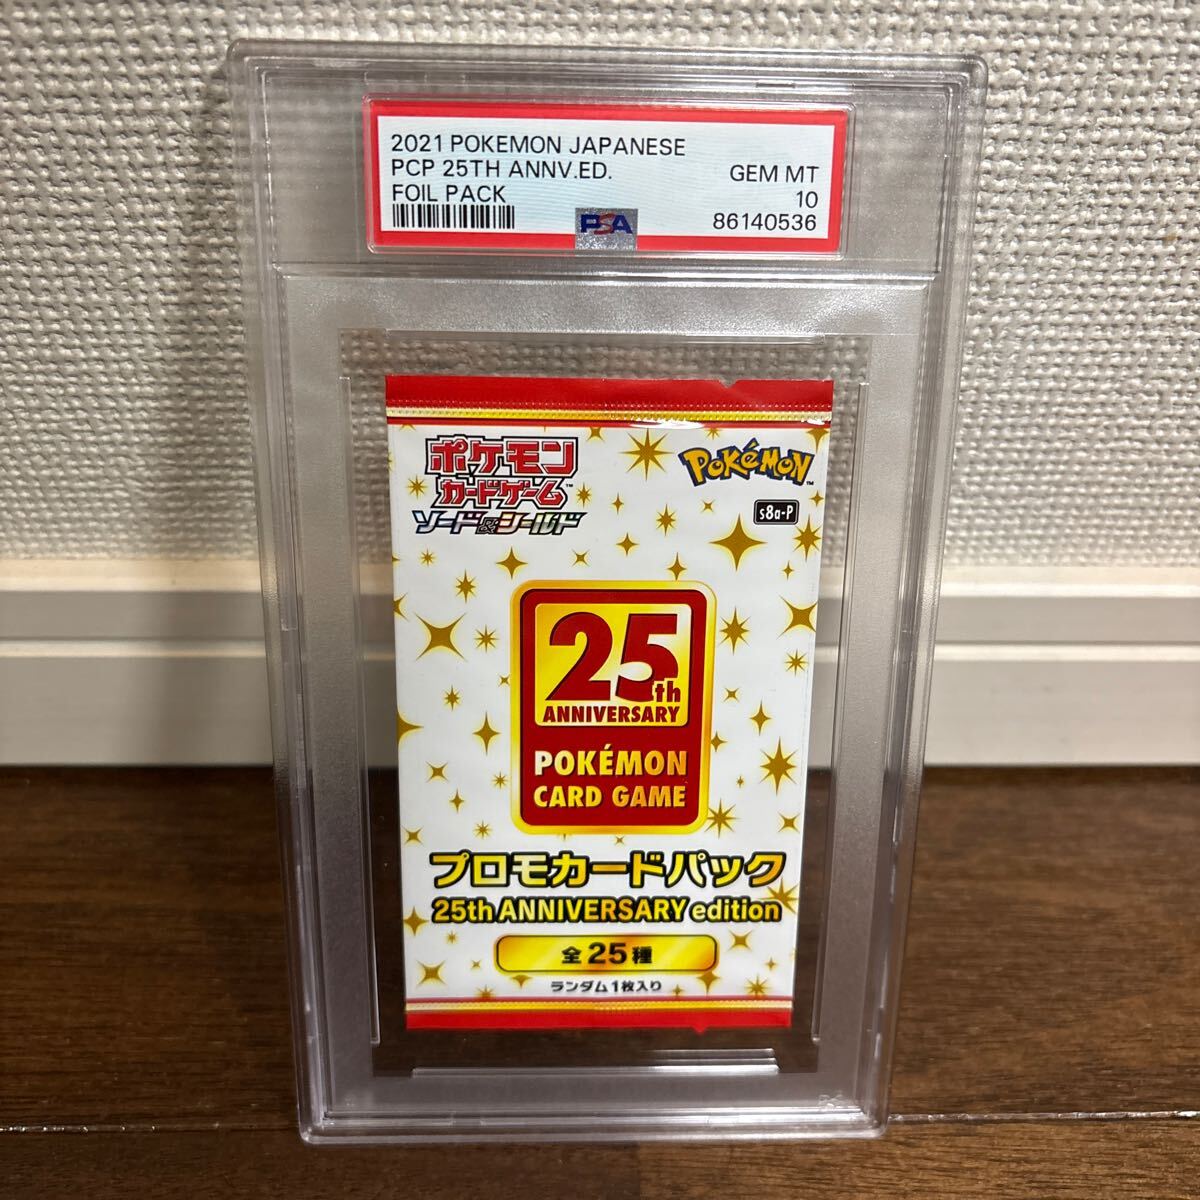 2021 POKEMON JAPANESE
PCP 25TH ANNV.ED.
GEM MT
FOIL PACK
10
PSA
86140536
ポケモン
カードゲーム™
ソード&シールド
POKéMON™
s8a-P
25th
ANNIVERSARY
POKÉMON
CARD GAME
プロモカードパック
25th ANNIVERSARY edition
全25種
ランダム1枚入り